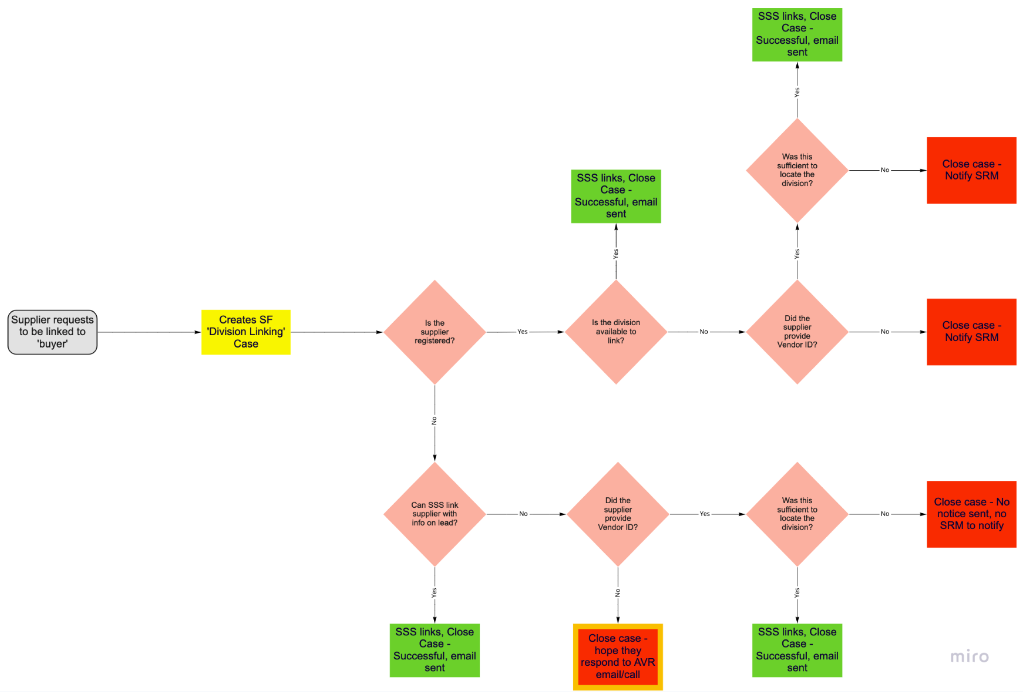 SSS links, Close
Case -
Successful, email
sent
Yes
Was this
sufficient to
locate the
division?
No
Close case -
Notify SRM
SSS links, Close
Case -
Successful, email
sent
Yes
Yes
Supplier requests
to be linked to
'buyer'
Creates SF
'Division Linking'
Case
Is the
supplier
registered?
Yes
Is the division
available to
link?
No
Did the
supplier
provide
Vendor ID?
No
Close case -
Notify SRM
No
Can SSS link
supplier with
info on lead?
No
Did the
supplier
provide
Vendor ID?
Yes
Was this
sufficient to
locate the
division?
No
Close case - No
notice sent, no
SRM to notify
Yes
No
Yes
SSS links, Close
Case -
Successful, email
sent
Close case -
hope they
respond to AVR
email/call
SSS links, Close
Case -
Successful, email
sent
miro